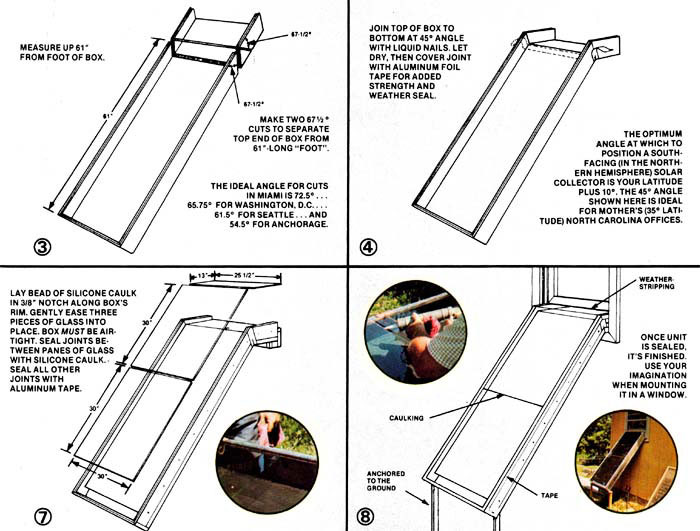 MEASURE UP 61"
FROM FOOT OF BOX.
61"
67-1/2°
67-1/2°
MAKE TWO 67½°
CUTS TO SEPARATE
TOP END OF BOX FROM
61"-LONG "FOOT".
THE IDEAL ANGLE FOR CUTS
IN MIAMI IS 72.5° . . .
65.75° FOR WASHINGTON, D.C. . . .
61.5° FOR SEATTLE . . . AND
54.5° FOR ANCHORAGE.
3
JOIN TOP OF BOX TO
BOTTOM AT 45° ANGLE
WITH LIQUID NAILS. LET
DRY, THEN COVER JOINT
WITH ALUMINUM FOIL
TAPE FOR ADDED
STRENGTH AND
WEATHER SEAL.
THE OPTIMUM
ANGLE AT WHICH TO
POSITION A SOUTH-
FACING (IN THE NORTH-
ERN HEMISPHERE) SOLAR
COLLECTOR IS YOUR LATITUDE
PLUS 10°. THE 45° ANGLE
SHOWN HERE IS IDEAL
FOR MOTHER'S (35° LATI-
TUDE) NORTH CAROLINA OFFICES.
4
LAY BEAD OF SILICONE CAULK
IN 3/8" NOTCH ALONG BOX'S
RIM. GENTLY EASE THREE
PIECES OF GLASS INTO
PLACE. BOX MUST BE AIR-
TIGHT. SEAL JOINTS BE-
TWEEN PANES OF GLASS
WITH SILICONE CAULK.
SEAL ALL OTHER
JOINTS WITH
ALUMINUM TAPE.
13"
25 1/2"
30"
30"
30"
7
WEATHER-
STRIPPING
ONCE UNIT
IS SEALED,
IT'S FINISHED.
USE YOUR
IMAGINATION
WHEN MOUNTING
IT IN A WINDOW.
CAULKING
ANCHORED
TO THE
GROUND
TAPE
8